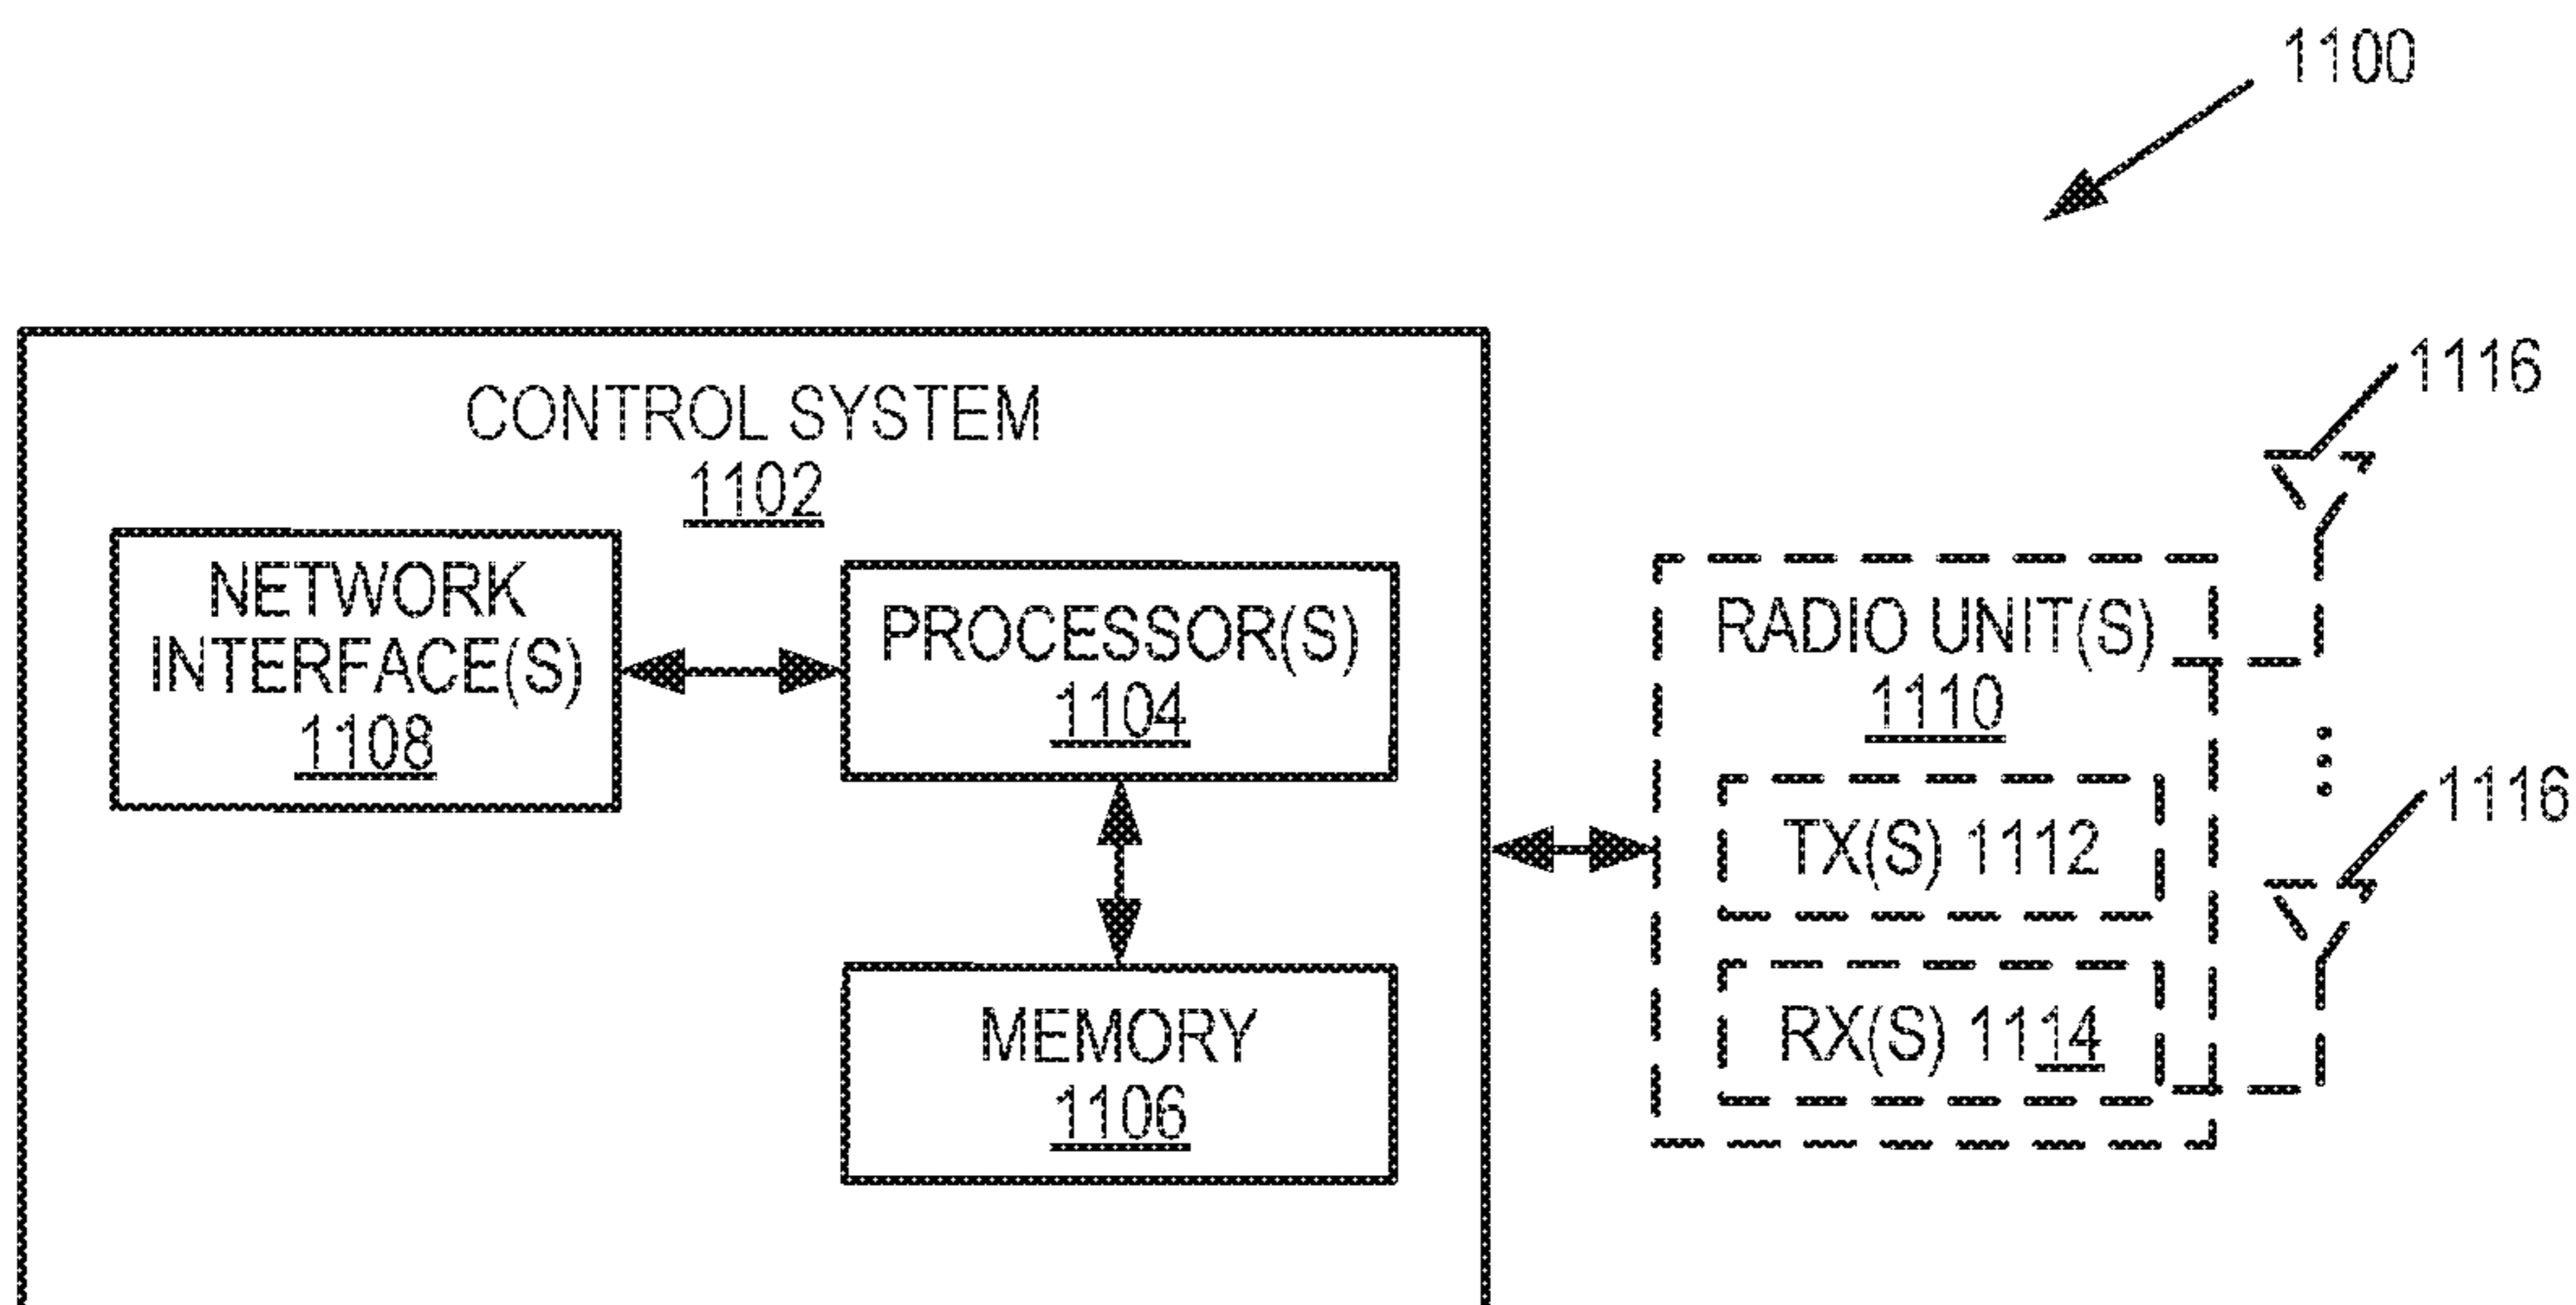 1100
CONTROL SYSTEM
1102
NETWORK
INTERFACE(S)
1108
PROCESSOR(S)
1104
MEMORY
1106
RADIO UNIT(S)
1110
TX(S) 1112
RX(S) 1114
1116
1116